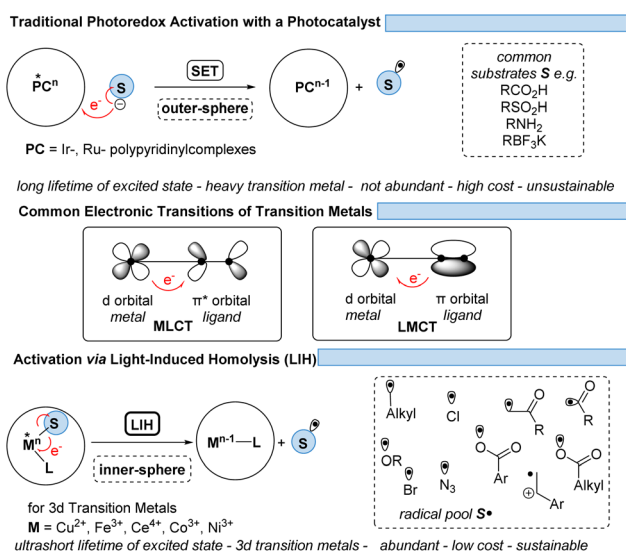 Traditional Photoredox Activation with a Photocatalyst
*
PCⁿ
e⁻
S
⊖
SET
outer-sphere
PCⁿ⁻¹
+
S
common
substrates S e.g.
RCO₂H
RSO₂H
RNH₂
RBF₃K
PC = Ir-, Ru- polypyridinylcomplexes
long lifetime of excited state - heavy transition metal - not abundant - high cost - unsustainable
Common Electronic Transitions of Transition Metals
e⁻
d orbital
metal
π* orbital
ligand
MLCT
e⁻
d orbital
metal
π orbital
ligand
LMCT
Activation via Light-Induced Homolysis (LIH)
*
Mⁿ
S
e⁻
L
LIH
inner-sphere
Mⁿ⁻¹—L
+
S
Alkyl
Cl
O
R
O
R
OR
Br
N₃
O
O
Ar
⊕
Ar
O
O
Alkyl
radical pool S•
for 3d Transition Metals
M = Cu²⁺, Fe³⁺, Ce⁴⁺, Co³⁺, Ni³⁺
ultrashort lifetime of excited state - 3d transition metals - abundant - low cost - sustainable